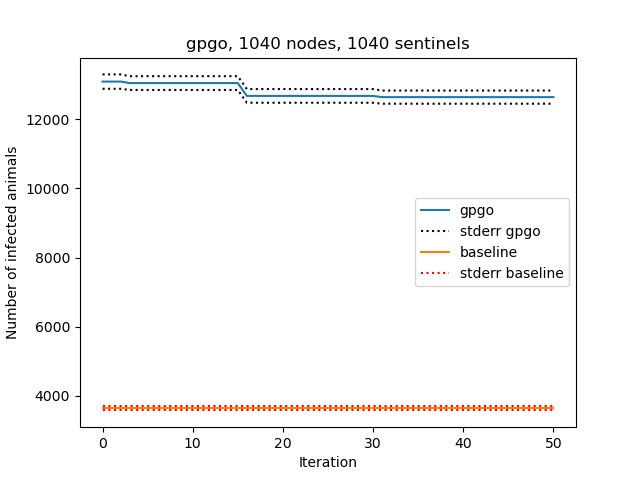 gpgo, 1040 nodes, 1040 sentinels
Number of infected animals
12000
10000
8000
6000
4000
gpgo
stderr gpgo
baseline
stderr baseline
0 10 20 30 40 50
Iteration